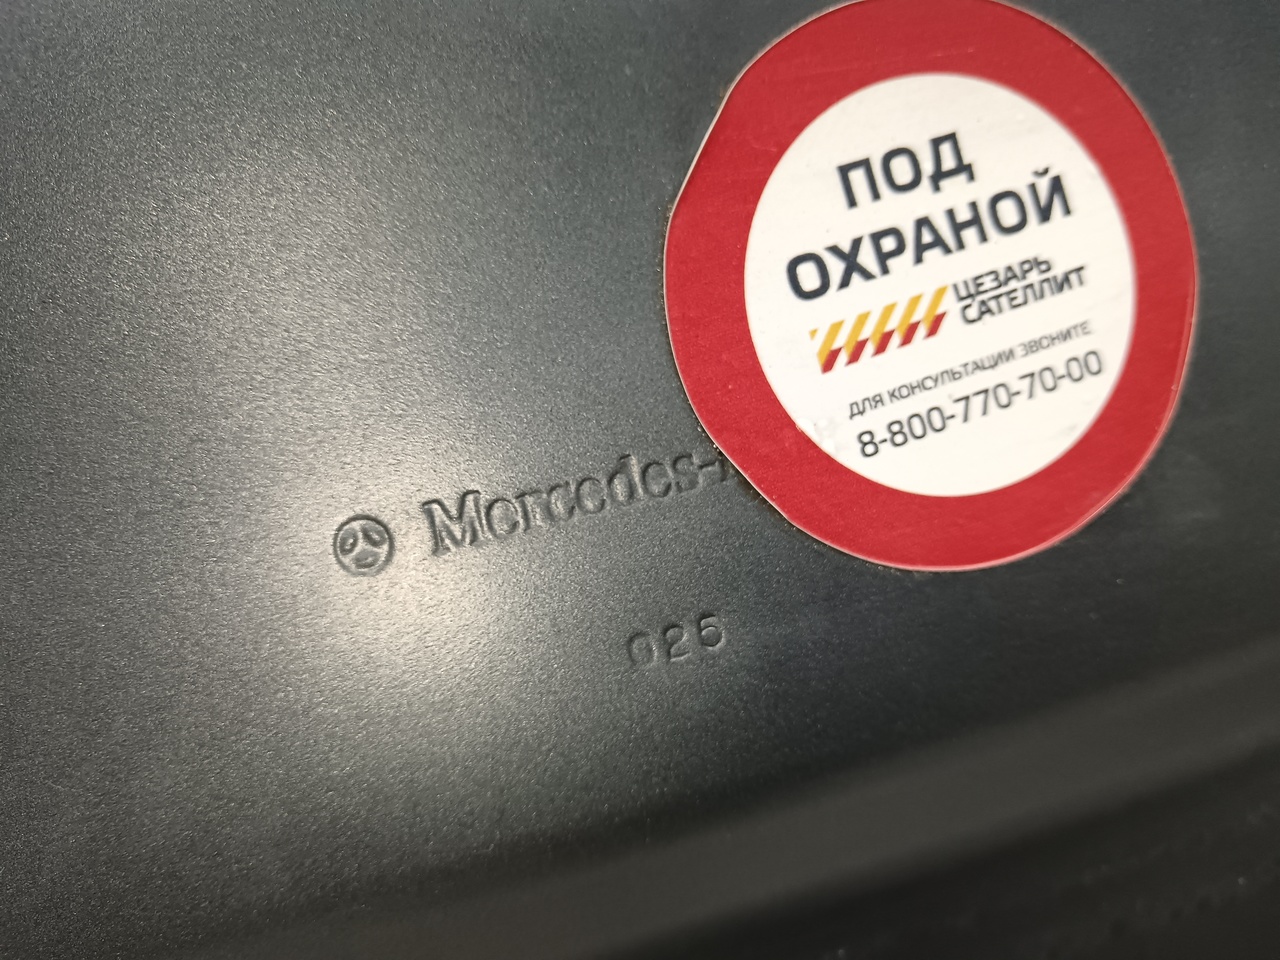 ПОД
ОХРАНОЙ
ЦЕЗАРЬ
САТЕЛЛИТ
ДЛЯ КОНСУЛЬТАЦИИ ЗВОНИТЕ
8-800-770-70-00
Mercedes-
025